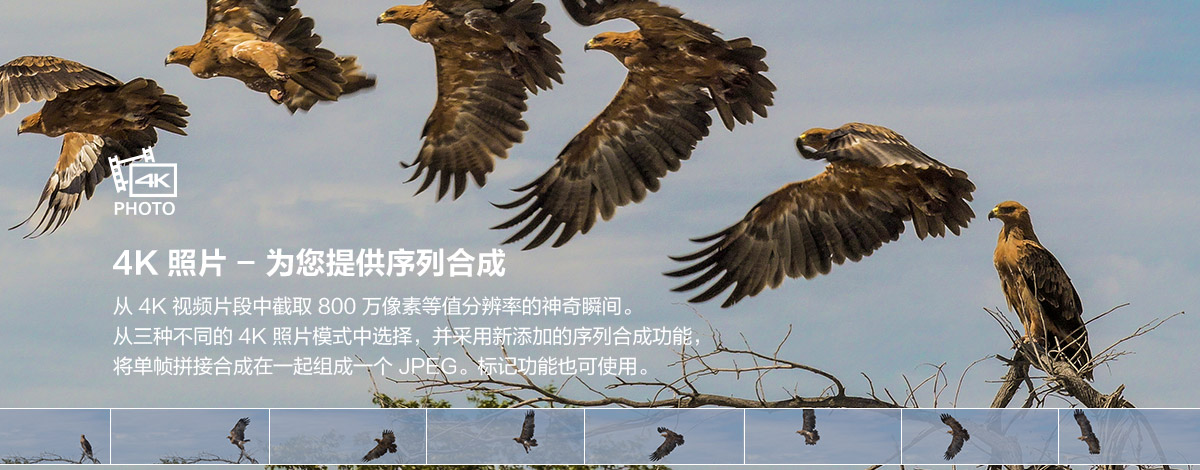 4K
PHOTO
4K 照片 – 为您提供序列合成
从 4K 视频片段中截取 800 万像素等值分辨率的神奇瞬间。
从三种不同的 4K 照片模式中选择，并采用新添加的序列合成功能，
将单帧拼接合成在一起组成一个 JPEG。标记功能也可使用。